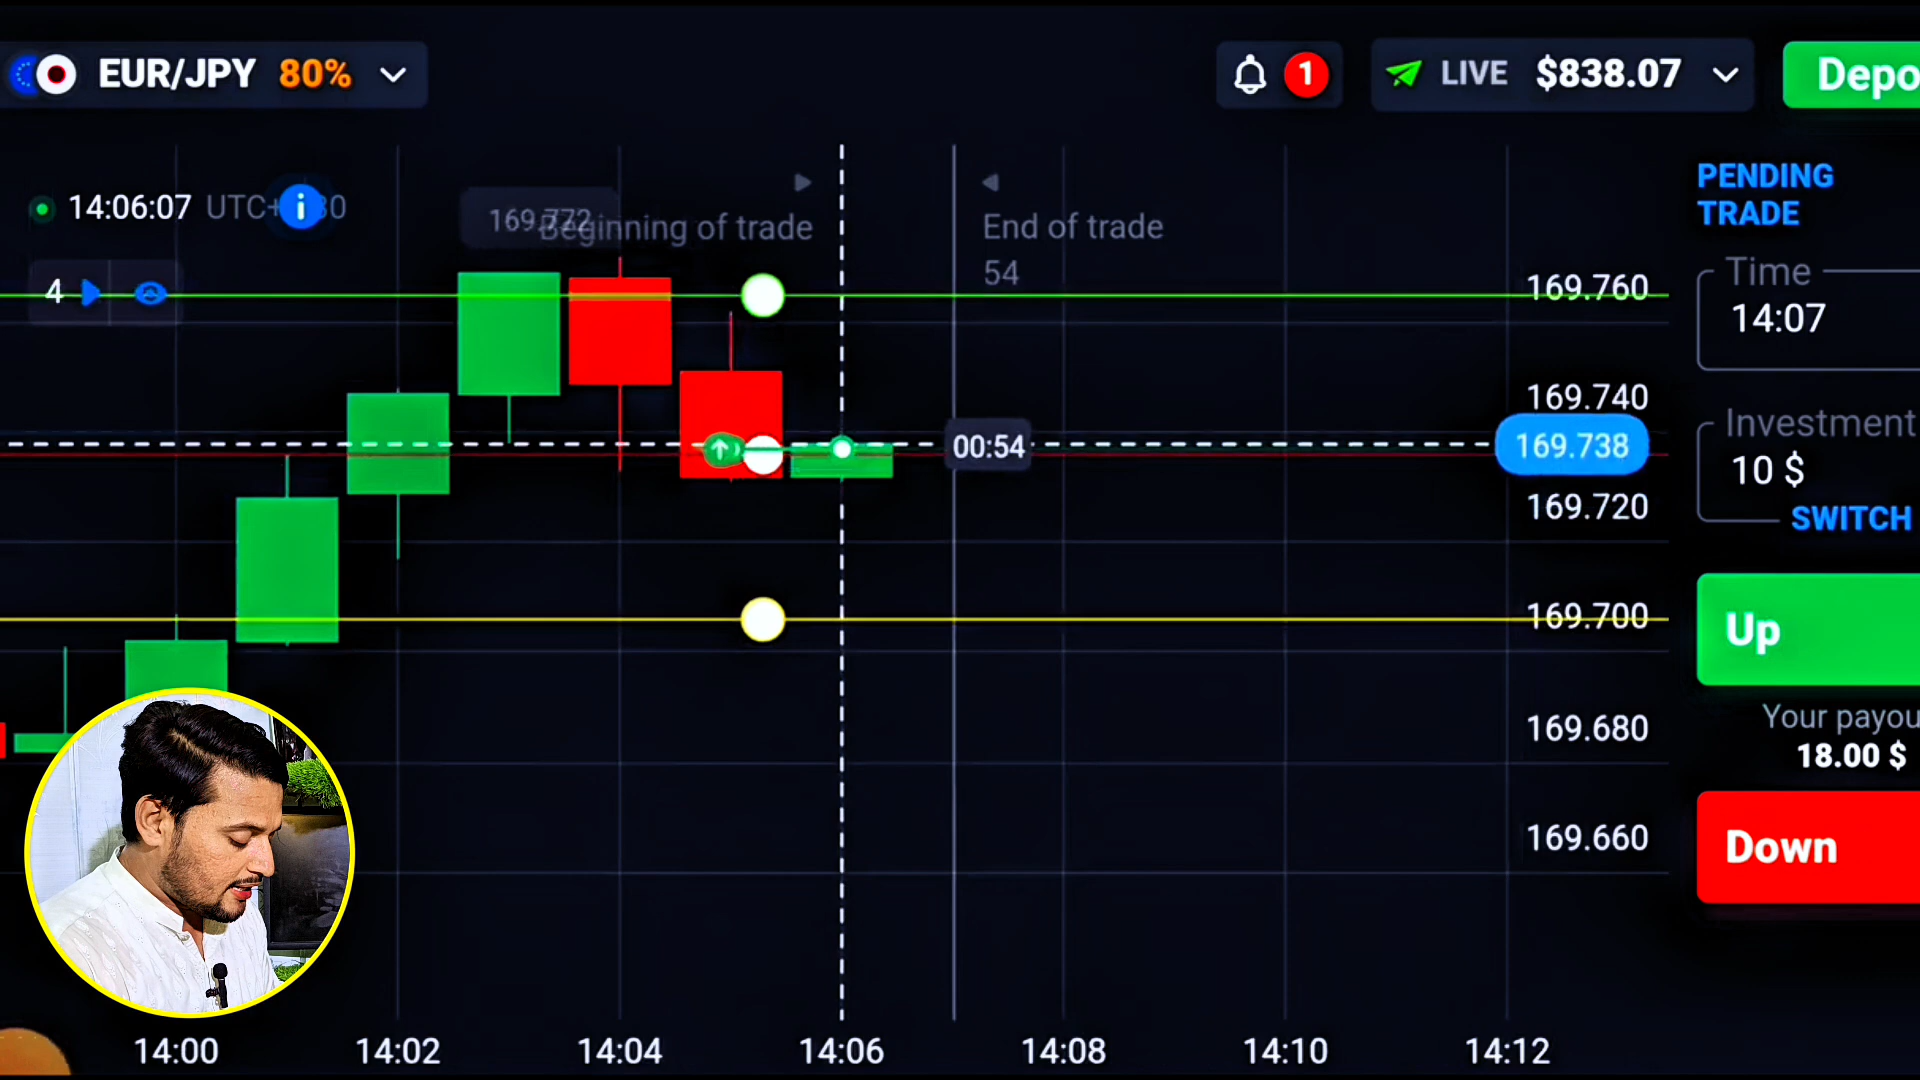 EUR/JPY 80%
1
LIVE $838.07
Depo
14:06:07 UTC+ 30
i
169.772
Beginning of trade
End of trade
54
4
PENDING
TRADE
Time
14:07
Investment
10 $
SWITCH
Up
Your payou
18.00 $
Down
169.760
169.740
169.738
169.720
169.700
169.680
169.660
00:54
14:00 14:02 14:04 14:06 14:08 14:10 14:12